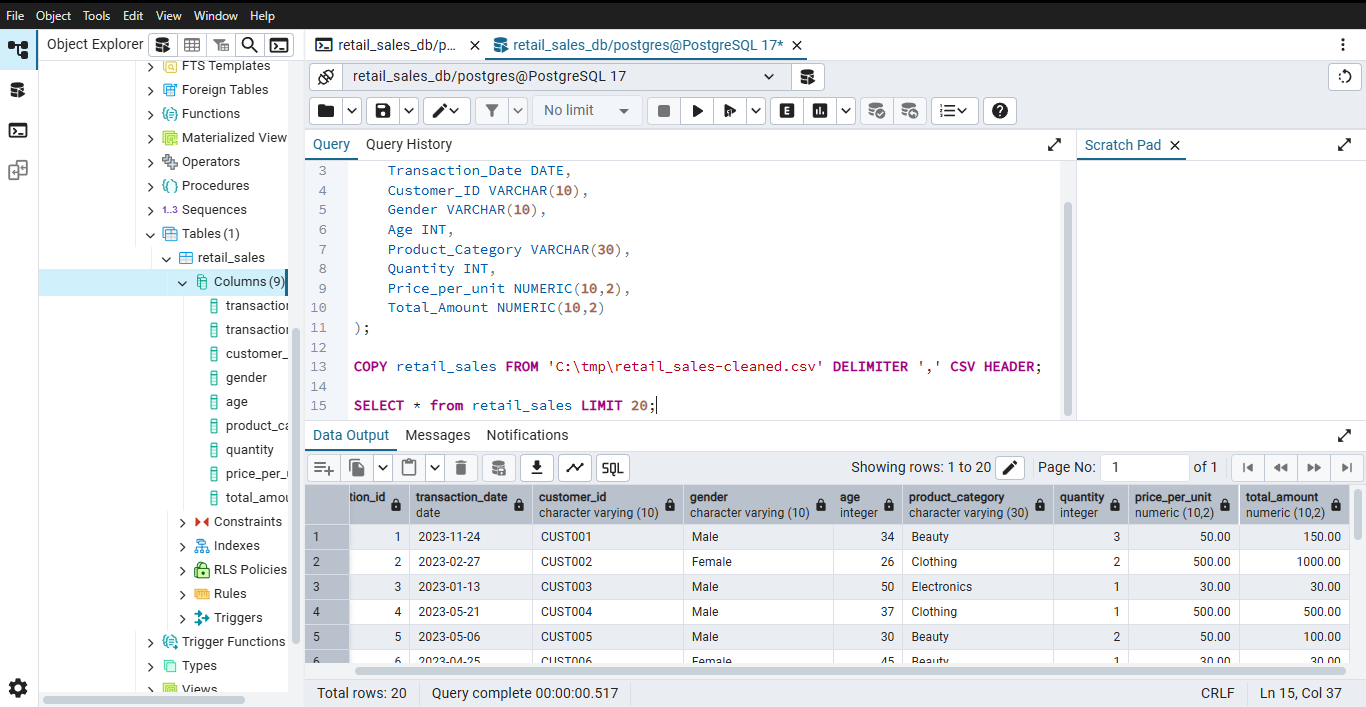 File Object Tools Edit View Window Help
Object Explorer
retail_sales_db/p...
retail_sales_db/postgres@PostgreSQL 17*
retail_sales_db/postgres@PostgreSQL 17
No limit
E
FTS Templates
Foreign Tables
Functions
Materialized View
Operators
Procedures
1..3 Sequences
Tables (1)
retail_sales
Columns (9)
transaction
transaction
customer_
gender
age
product_ca
quantity
price_per_
total_amou
Constraints
Indexes
RLS Policies
Rules
Triggers
Trigger Functions
Types
Views
Query Query History
Scratch Pad
3 Transaction_Date DATE,
4 Customer_ID VARCHAR(10),
5 Gender VARCHAR(10),
6 Age INT,
7 Product_Category VARCHAR(30),
8 Quantity INT,
9 Price_per_unit NUMERIC(10,2),
10 Total_Amount NUMERIC(10,2)
11 );
12
13 COPY retail_sales FROM 'C:\tmp\retail_sales-cleaned.csv' DELIMITER ',' CSV HEADER;
14
15 SELECT * from retail_sales LIMIT 20;
Data Output Messages Notifications
SQL Showing rows: 1 to 20 Page No: 1 of 1
tion_id transaction_date customer_id gender age product_category quantity price_per_unit total_amount
date character varying (10) character varying (10) integer character varying (30) integer numeric (10,2) numeric (10,2)
1 1 2023-11-24 CUST001 Male 34 Beauty 3 50.00 150.00
2 2 2023-02-27 CUST002 Female 26 Clothing 2 500.00 1000.00
3 3 2023-01-13 CUST003 Male 50 Electronics 1 30.00 30.00
4 4 2023-05-21 CUST004 Male 37 Clothing 1 500.00 500.00
5 5 2023-05-06 CUST005 Male 30 Beauty 2 50.00 100.00
6 6 2023-04-25 CUST006 Female 45 Beauty 1 30.00 30.00
Total rows: 20 Query complete 00:00:00.517 CRLF Ln 15, Col 37